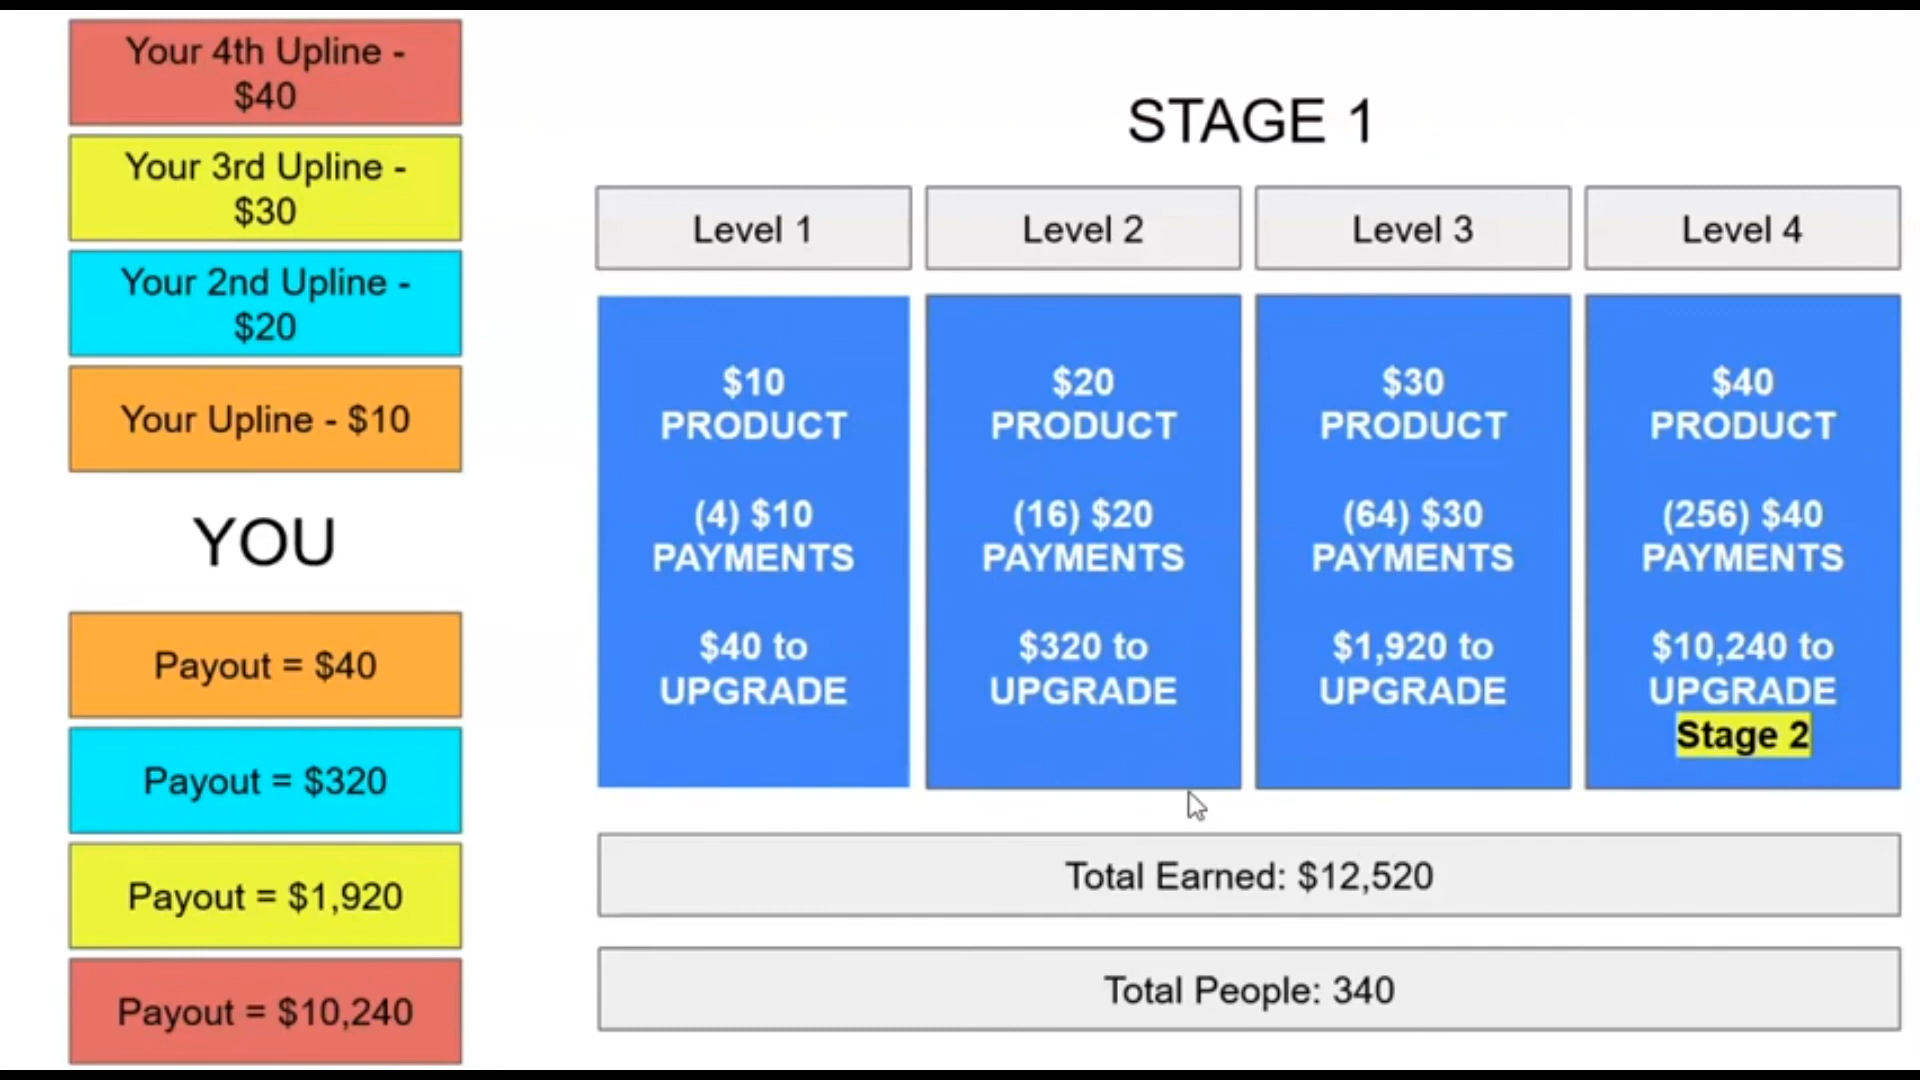 Your 4th Upline -
$40
Your 3rd Upline -
$30
Your 2nd Upline -
$20
Your Upline - $10
YOU
Payout = $40
Payout = $320
Payout = $1,920
Payout = $10,240
STAGE 1
Level 1
Level 2
Level 3
Level 4
$10
PRODUCT
(4) $10
PAYMENTS
$40 to
UPGRADE
$20
PRODUCT
(16) $20
PAYMENTS
$320 to
UPGRADE
$30
PRODUCT
(64) $30
PAYMENTS
$1,920 to
UPGRADE
$40
PRODUCT
(256) $40
PAYMENTS
$10,240 to
UPGRADE
Stage 2
Total Earned: $12,520
Total People: 340